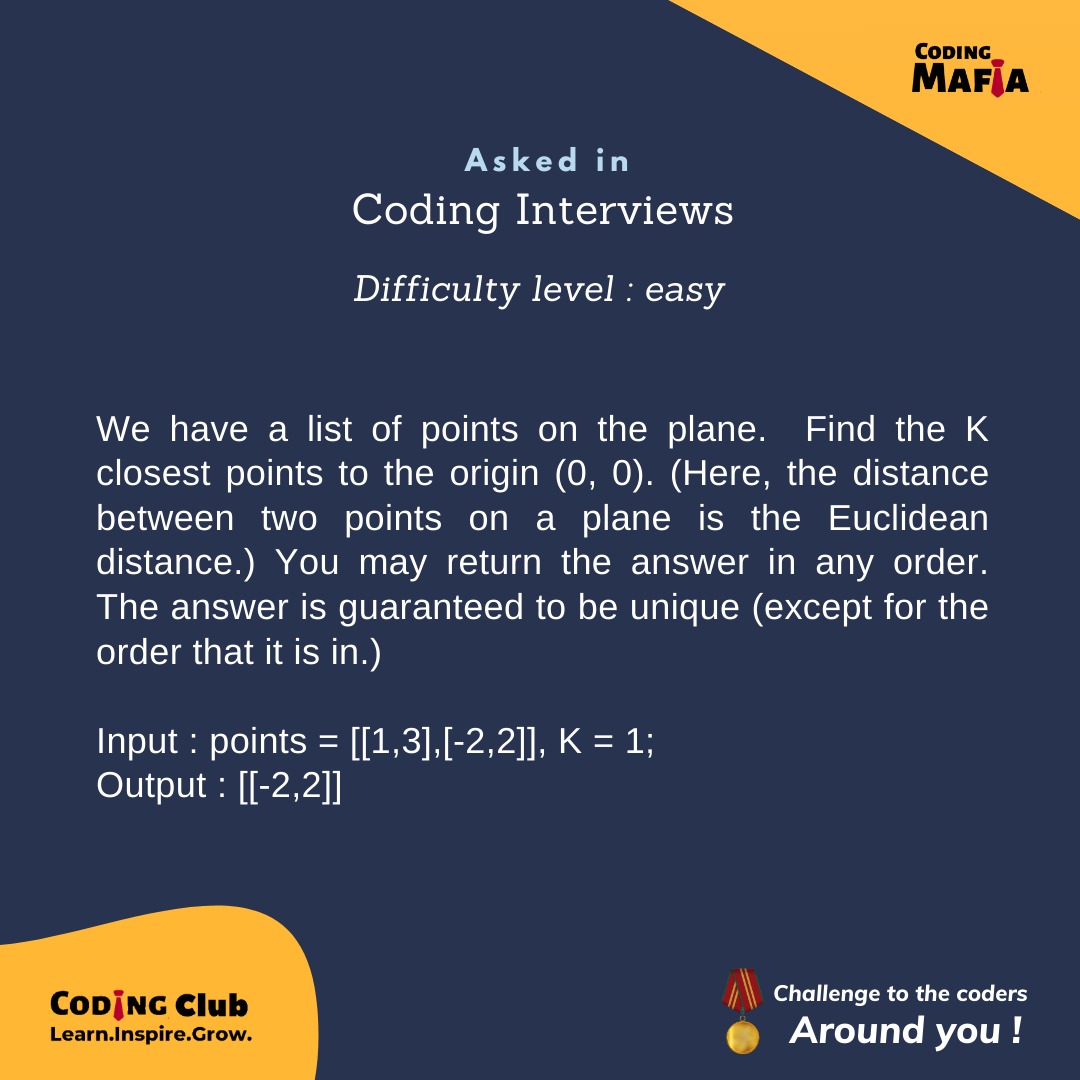 CODING
MAFiA
Asked in
Coding Interviews
Difficulty level : easy
We have a list of points on the plane.  Find the K
closest points to the origin (0, 0). (Here, the distance
between two points on a plane is the Euclidean
distance.) You may return the answer in any order.
The answer is guaranteed to be unique (except for the
order that it is in.)
Input : points = [[1,3],[-2,2]], K = 1;
Output : [[-2,2]]
CODiNG Club
Learn.Inspire.Grow.
Challenge to the coders
Around you !